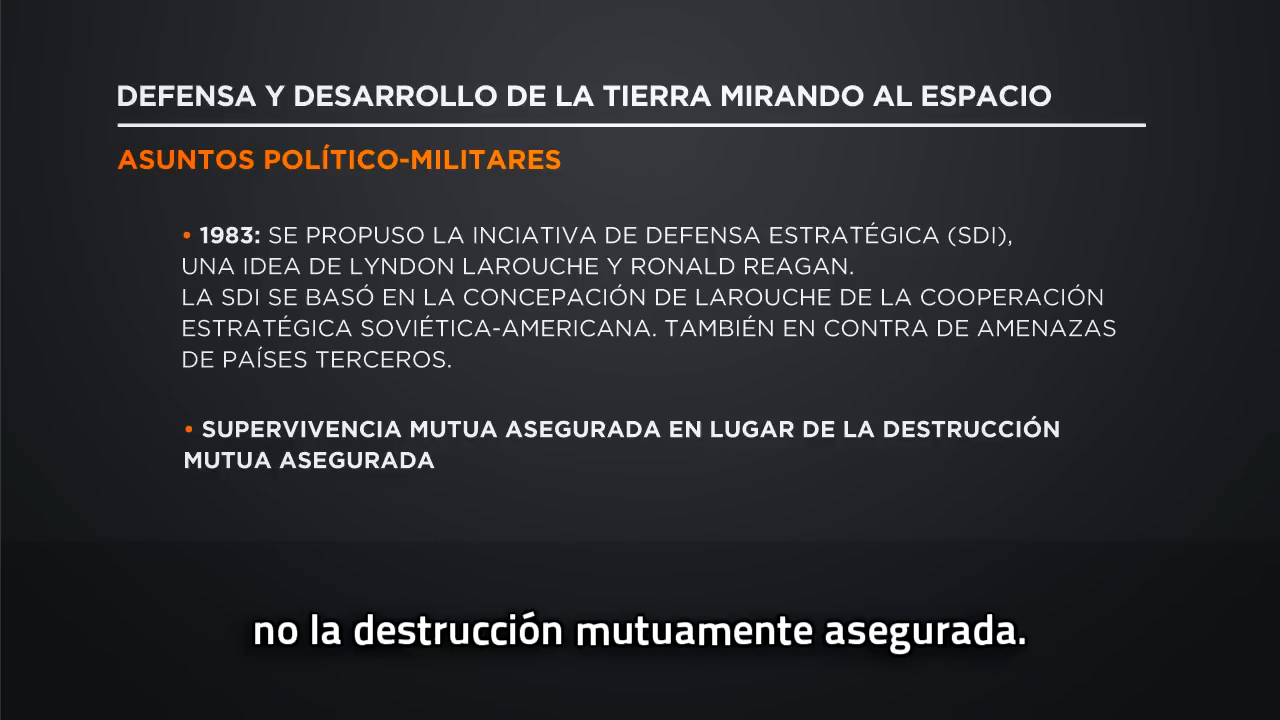 DEFENSA Y DESARROLLO DE LA TIERRA MIRANDO AL ESPACIO
ASUNTOS POLÍTICO-MILITARES
• 1983: SE PROPUSO LA INCIATIVA DE DEFENSA ESTRATÉGICA (SDI),
UNA IDEA DE LYNDON LAROUCHE Y RONALD REAGAN.
LA SDI SE BASÓ EN LA CONCEPACIÓN DE LAROUCHE DE LA COOPERACIÓN
ESTRATÉGICA SOVIÉTICA-AMERICANA. TAMBIÉN EN CONTRA DE AMENAZAS
DE PAÍSES TERCEROS.
• SUPERVIVENCIA MUTUA ASEGURADA EN LUGAR DE LA DESTRUCCIÓN
MUTUA ASEGURADA
no la destrucción mutuamente asegurada.